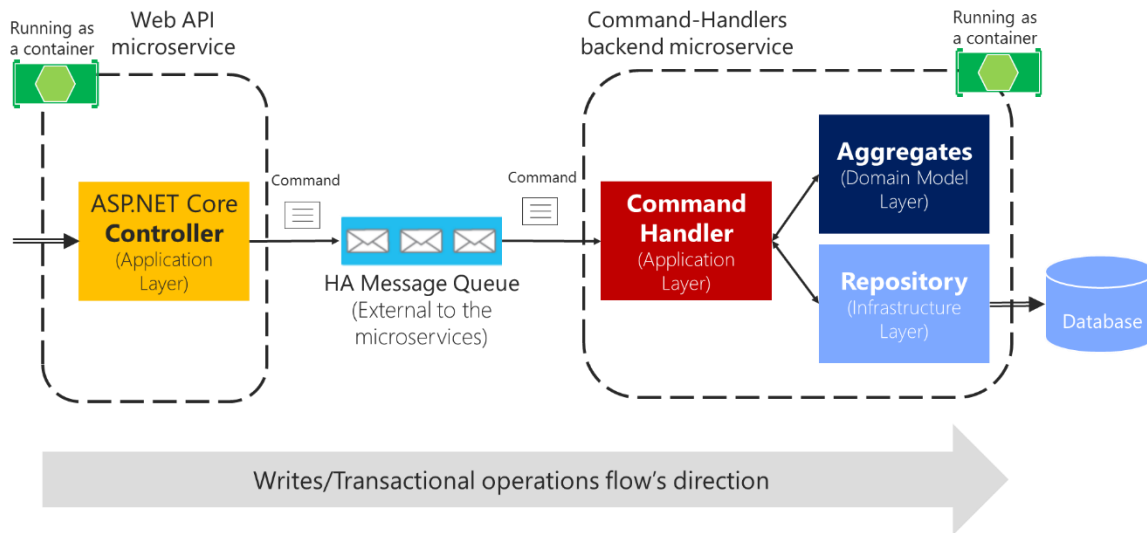 Running as
a container
Web API
microservice
Command-Handlers
backend microservice
Running as
a container
ASP.NET Core
Controller
(Application
Layer)
Command
HA Message Queue
(External to the
microservices)
Command
Command
Handler
(Application
Layer)
Aggregates
(Domain Model
Layer)
Repository
(Infrastructure
Layer)
Database
Writes/Transactional operations flow's direction